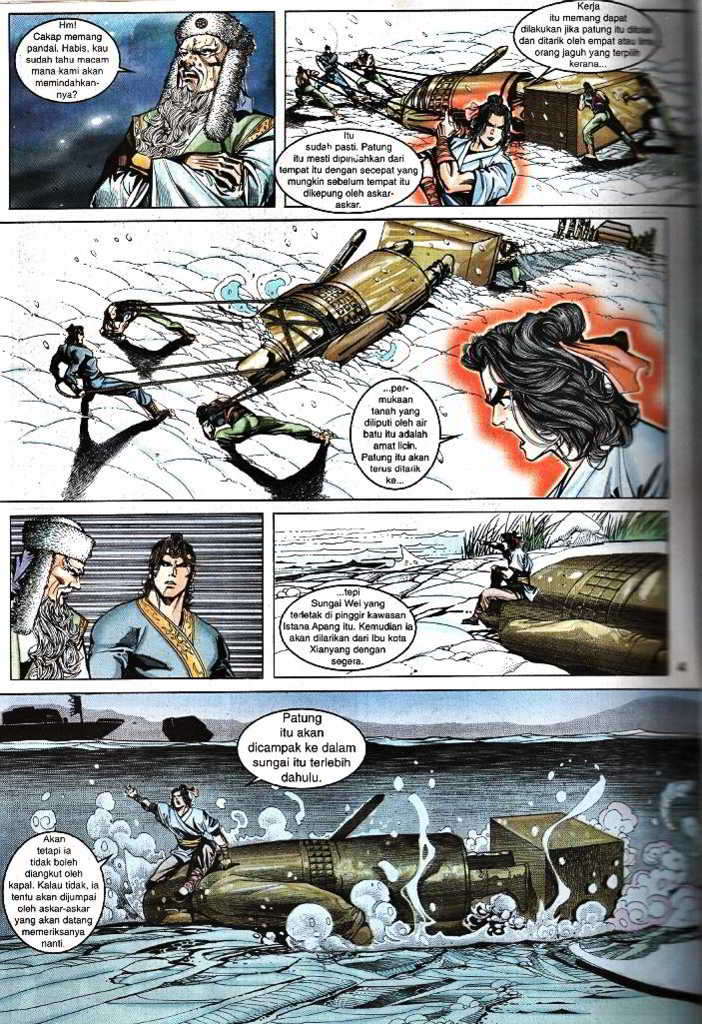 Hm!
Cakap memang
pandai. Habis, kau
sudah tahu macam
mana kami akan
memindahkan-
nya?
Kerja
itu memang dapat
dilakukan jika patung itu
dan ditarik oleh empat atau lima
orang jaguh yang terpilih
kerana...
Itu
sudah pasti. Patung
itu mesti dipindahkan dari
tempat itu dengan secepat yang
mungkin sebelum tempat itu
dikepung oleh askar-
askar.
...per-
mukaan
tanah yang
diliputi oleh air
batu itu adalah
amat licin.
Patung itu akan
terus ditarik
ke...
...tepi
Sungai Wei yang
terletak di pinggir kawasan
Istana Apang itu. Kemudian ia
akan dilarikan dari Ibu kota
Xianyang dengan
segera.
Patung
itu akan
dicampak ke dalam
sungai itu terlebih
dahulu.
Akan
tetapi ia
tidak boleh
diangkut oleh
kapal. Kalau tidak, ia
tentu akan dijumpai
oleh askar-askar
yang akan datang
memeriksanya
nanti.